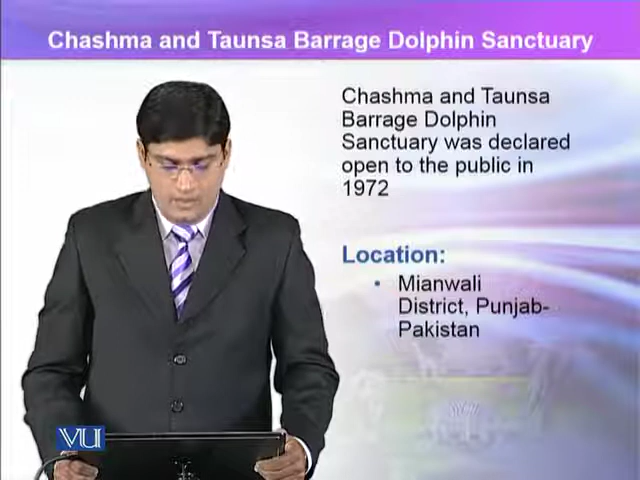 Chashma and Taunsa Barrage Dolphin Sanctuary
Chashma and Taunsa
Barrage Dolphin
Sanctuary was declared
open to the public in
1972
Location:
• Mianwali
District, Punjab-
Pakistan
VU